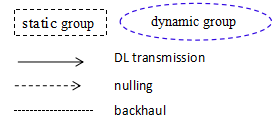 static group
dynamic group
DL transmission
nulling
backhaul